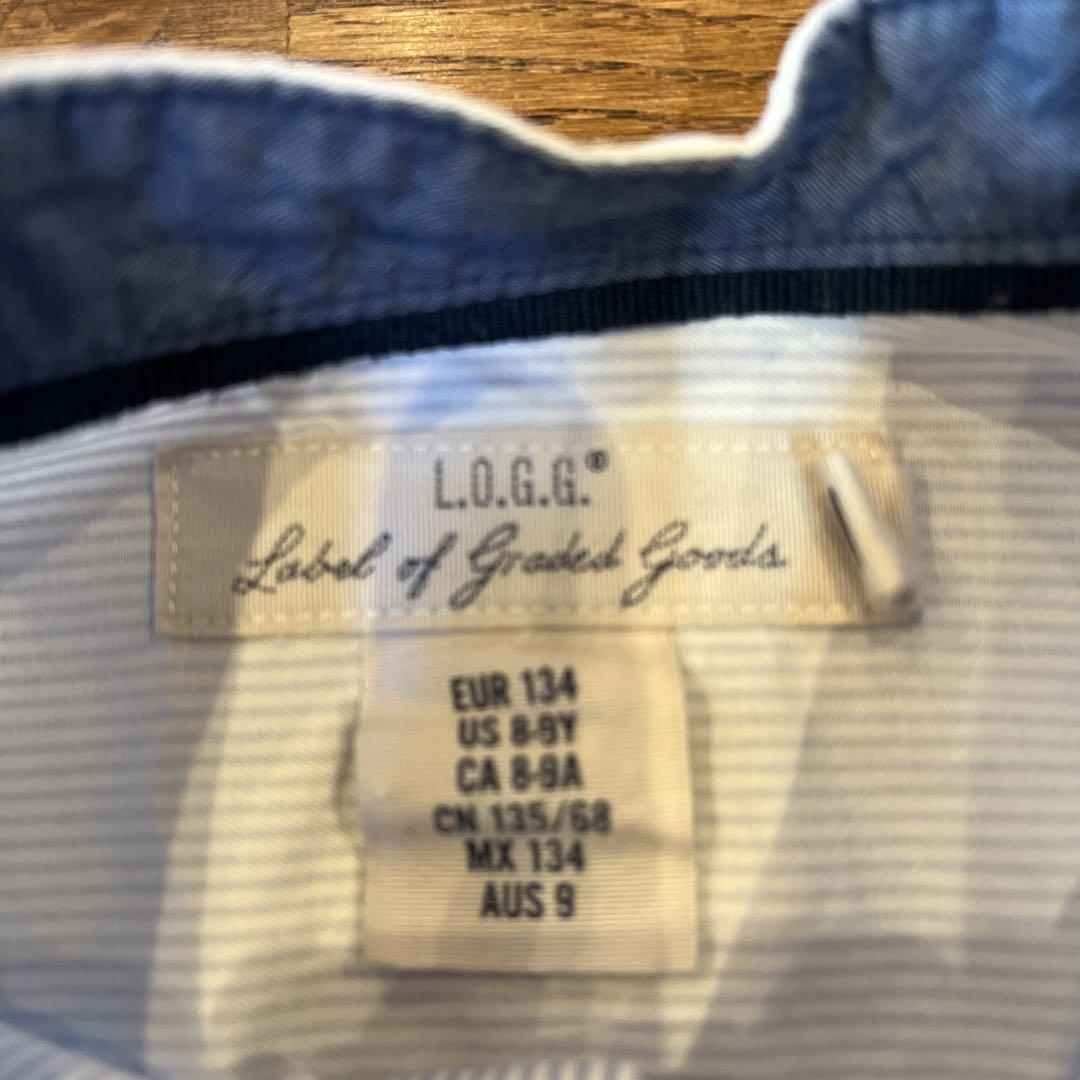 L.O.G.G.®
Label of Graded Goods
EUR 134
US 8-9Y
CA 8-9A
CN 135/68
MX 134
AUS 9